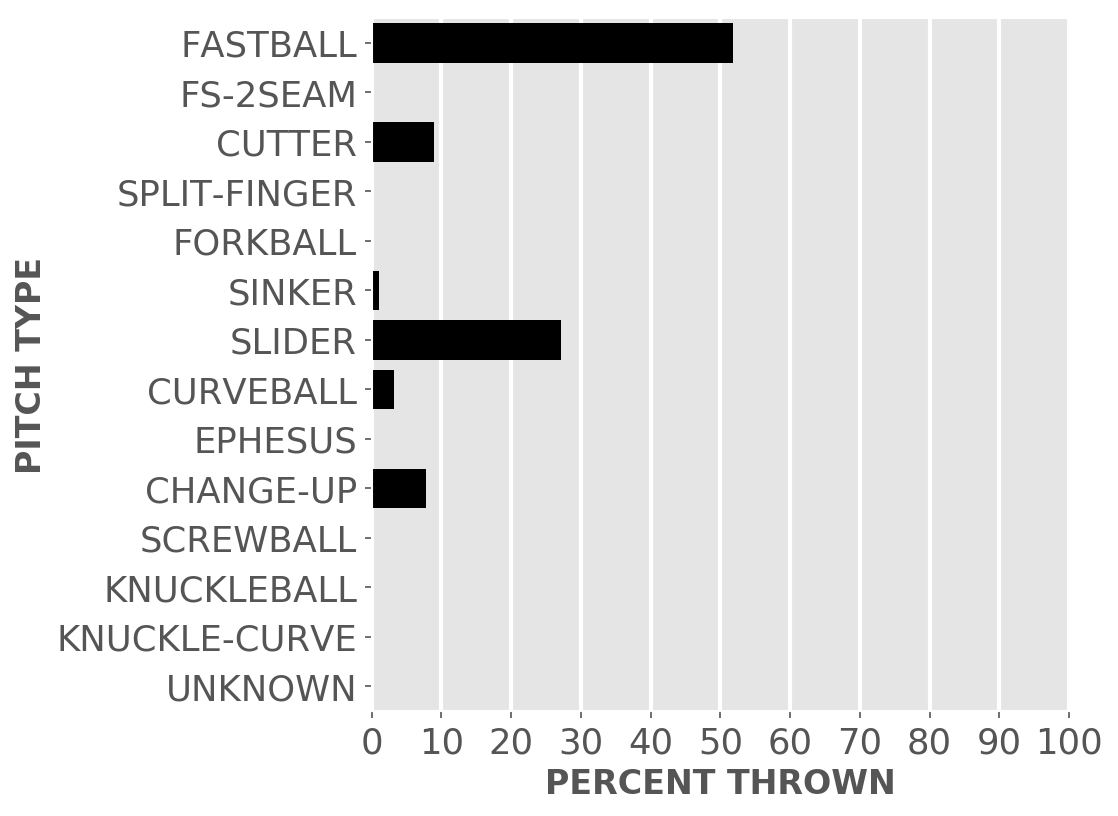 FASTBALL
FS-2SEAM
CUTTER
SPLIT-FINGER
FORKBALL
SINKER
SLIDER
CURVEBALL
EPHESUS
CHANGE-UP
SCREWBALL
KNUCKLEBALL
KNUCKLE-CURVE
UNKNOWN
PITCH TYPE
0 10 20 30 40 50 60 70 80 90 100
PERCENT THROWN